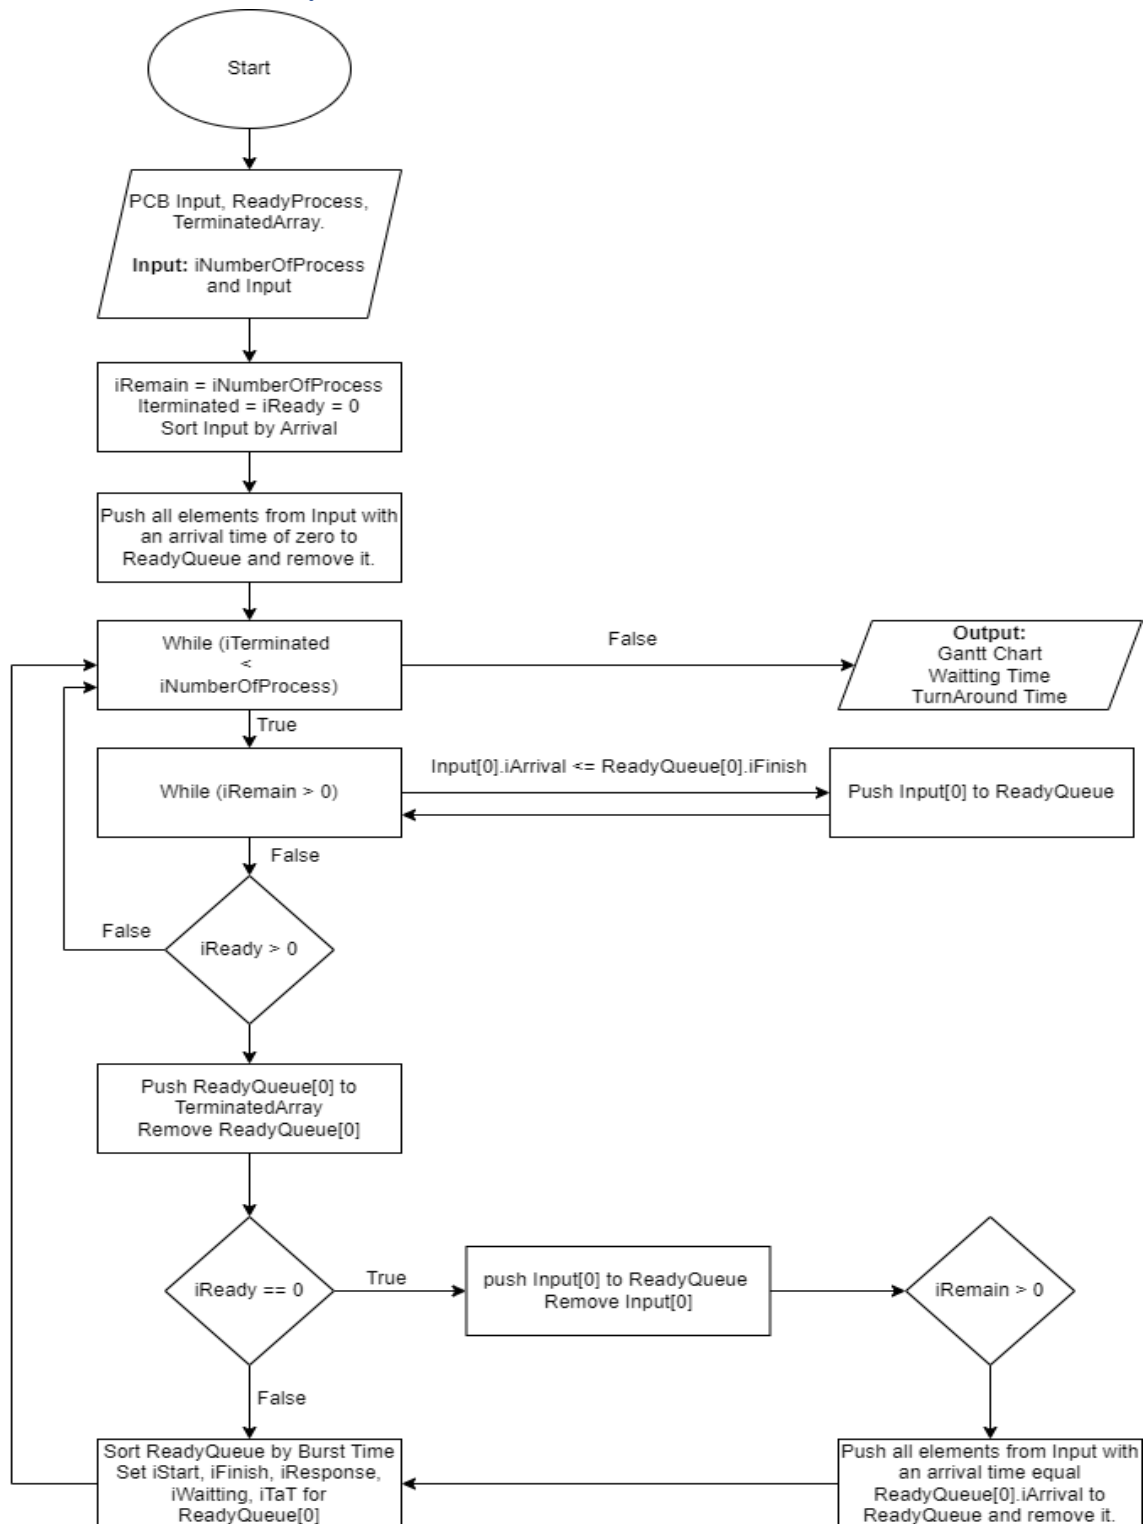 Start
PCB Input, ReadyProcess,
TerminatedArray.
Input: iNumberOfProcess
and Input
iRemain = iNumberOfProcess
Iterminated = iReady = 0
Sort Input by Arrival
Push all elements from Input with
an arrival time of zero to
ReadyQueue and remove it.
While (iTerminated
<
iNumberOfProcess)
False
Output:
Gantt Chart
Waitting Time
TurnAround Time
True
While (iRemain > 0)
Input[0].iArrival <= ReadyQueue[0].iFinish
Push Input[0] to ReadyQueue
False
False
iReady > 0
Push ReadyQueue[0] to
TerminatedArray
Remove ReadyQueue[0]
iReady == 0
True
push Input[0] to ReadyQueue
Remove Input[0]
iRemain > 0
False
Sort ReadyQueue by Burst Time
Set iStart, iFinish, iResponse,
iWaitting, iTaT for
ReadyQueue[0]
Push all elements from Input with
an arrival time equal
ReadyQueue[0].iArrival to
ReadyQueue and remove it.